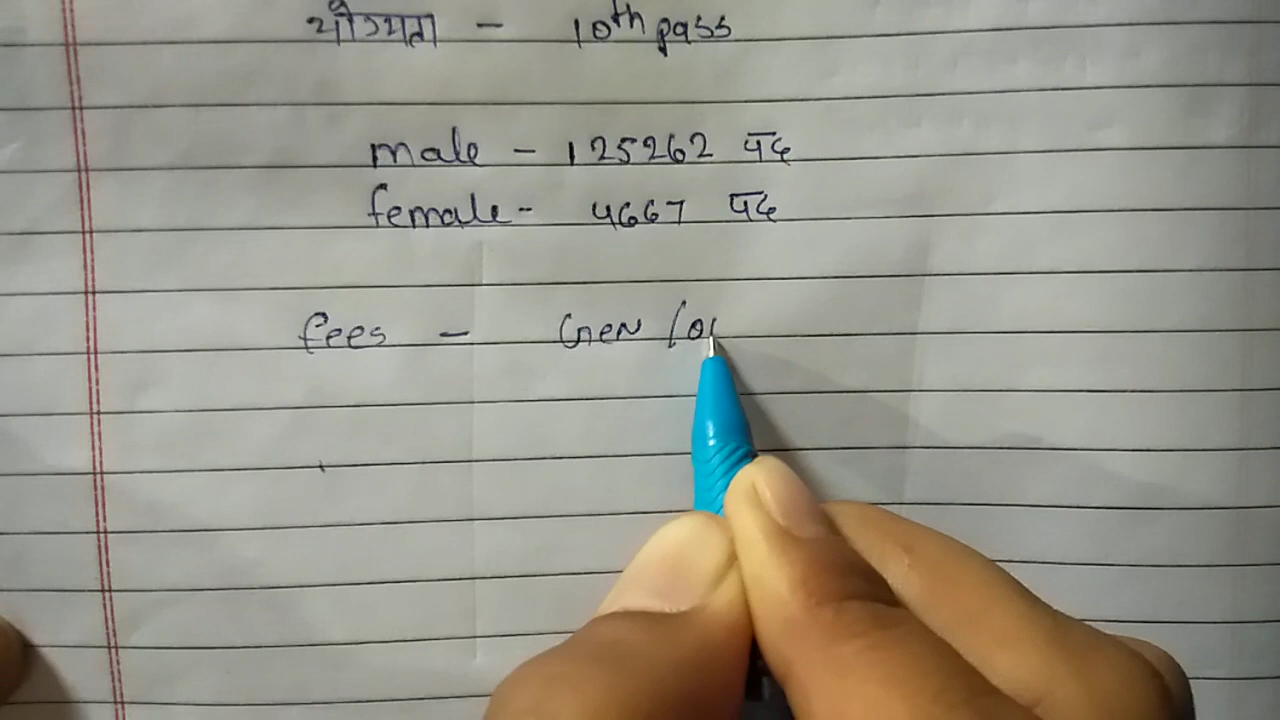 योग्यता - 10th pass
male - 125262 पद
female - 4667 पद
fees - Gen /